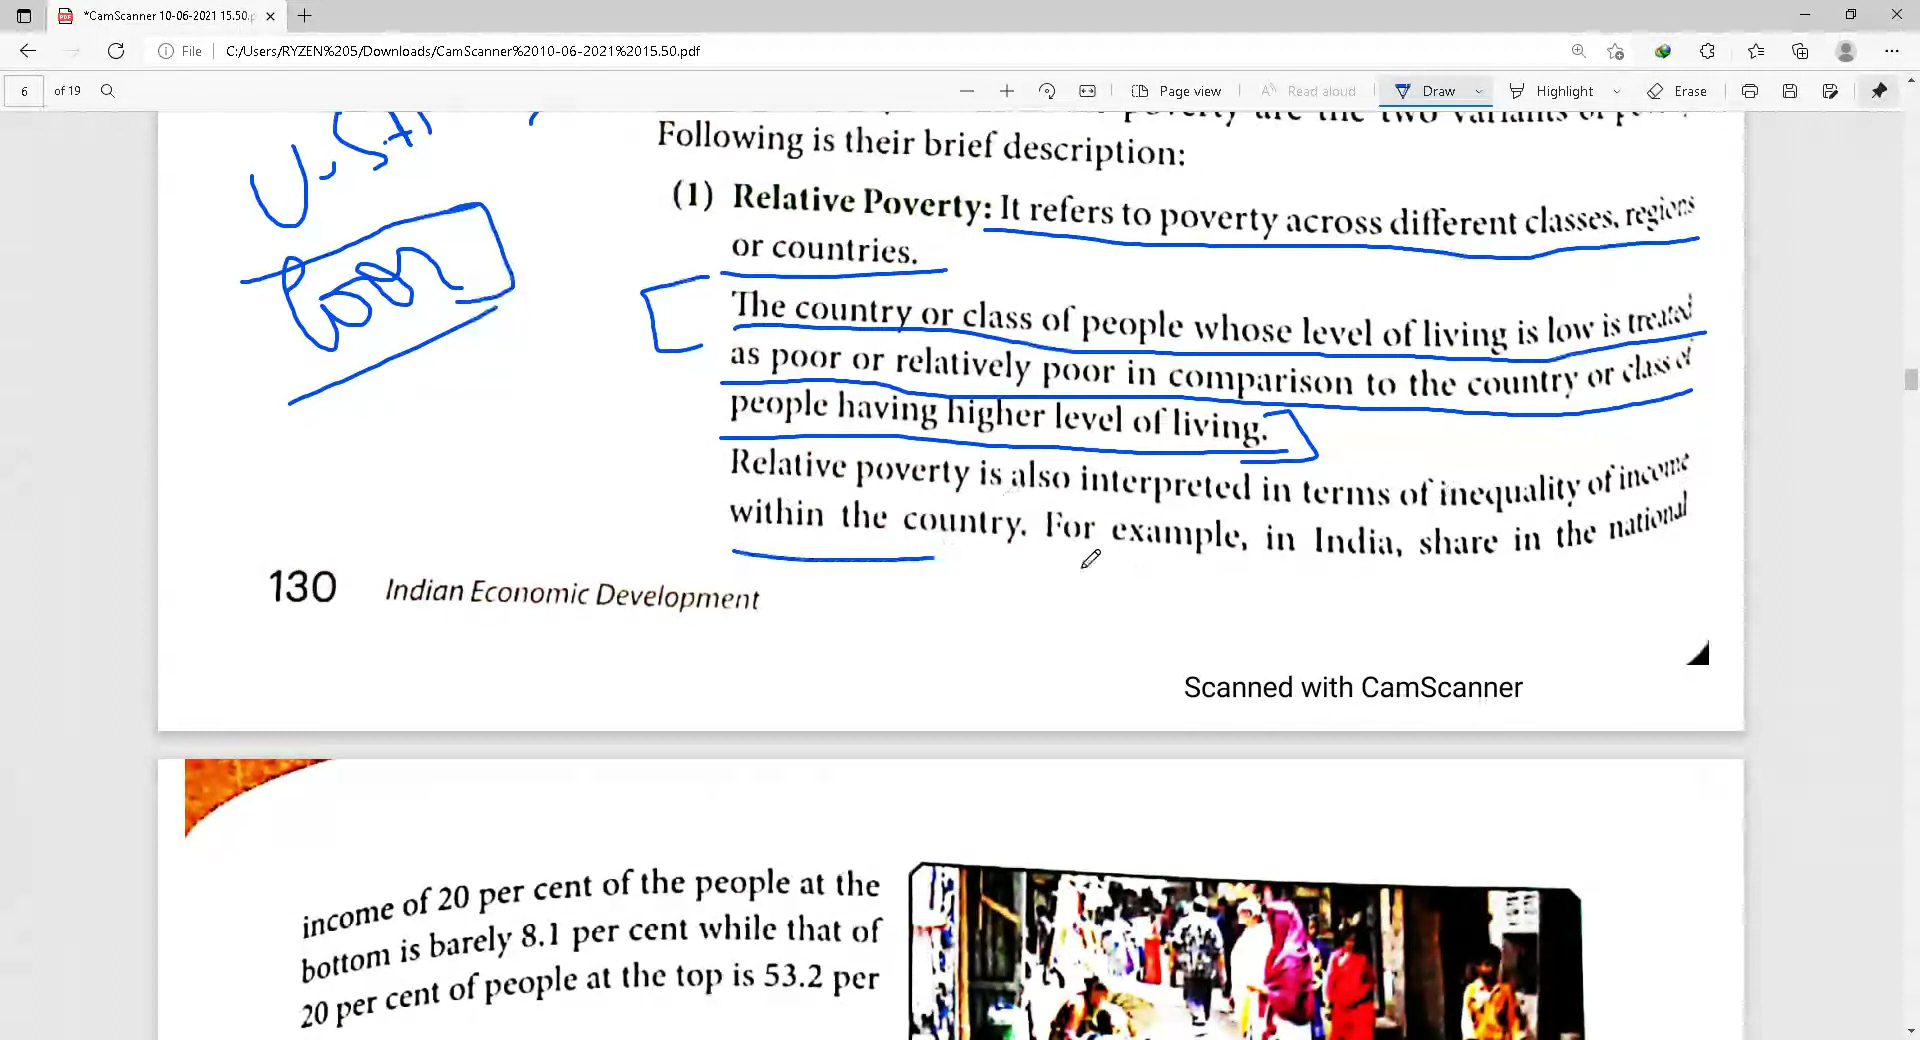 *CamScanner 10-06-2021 15.50.p
File C:/Users/RYZEN%205/Downloads/CamScanner%2010-06-2021%2015.50.pdf
6 of 19 Page view Read aloud Draw Highlight Erase
poverty are the two variants of
Following is their brief description:
(1) Relative Poverty: It refers to poverty across different classes, regions
or countries.
The country or class of people whose level of living is low is treated
as poor or relatively poor in comparison to the country or class of
people having higher level of living.
Relative poverty is also interpreted in terms of inequality of income
within the country. For example, in India, share in the national
Poor
130 Indian Economic Development
Scanned with CamScanner
income of 20 per cent of the people at the
bottom is barely 8.1 per cent while that of
20 per cent of people at the top is 53.2 per